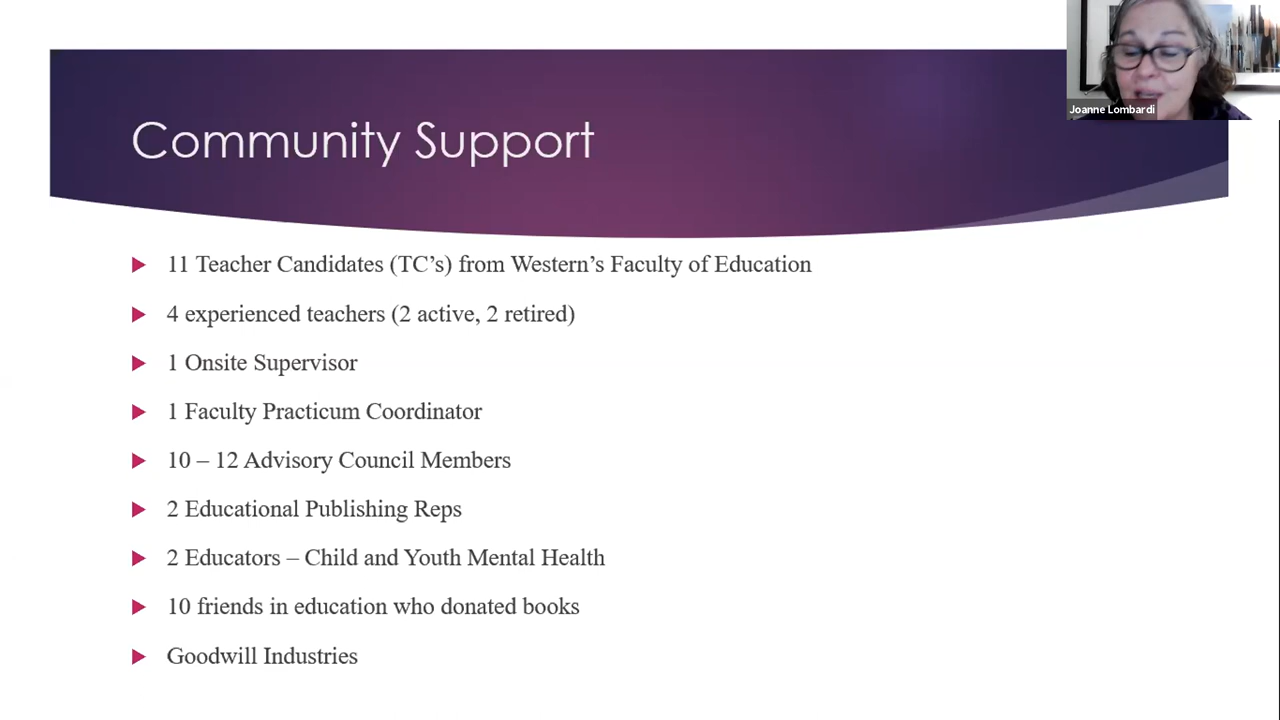 Joanne Lombardi
Community Support
11 Teacher Candidates (TC’s) from Western’s Faculty of Education
4 experienced teachers (2 active, 2 retired)
1 Onsite Supervisor
1 Faculty Practicum Coordinator
10 – 12 Advisory Council Members
2 Educational Publishing Reps
2 Educators – Child and Youth Mental Health
10 friends in education who donated books
Goodwill Industries